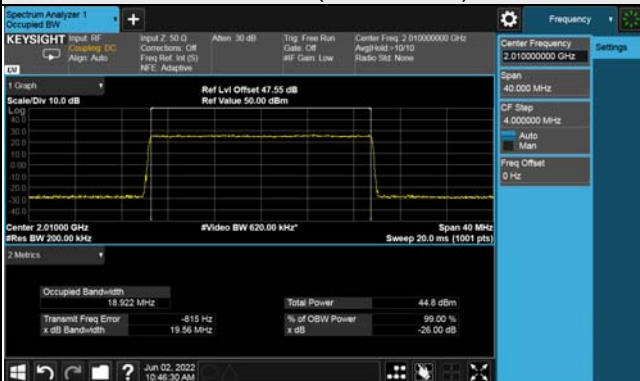 Spectrum Analyzer 1
Occupied BW
Frequency
KEYSIGHT
Input: RF
Coupling: DC
Align: Auto
Input Z: 50 Ω
Corrections: Off
Freq Ref: Int (S)
NFE: Adaptive
Atten: 30 dB
Trig: Free Run
Gate: Off
#IF Gain: Low
Center Freq: 2.010000000 GHz
Avg|Hold:>10/10
Radio Std: None
Center Frequency
2.010000000 GHz
Settings
Span
40.000 MHz
CF Step
4.000000 MHz
Auto
Man
Freq Offset
0 Hz
1 Graph
Scale/Div 10.0 dB
Ref Lvl Offset 47.55 dB
Ref Value 50.00 dBm
Log
40.0
30.0
20.0
10.0
0.00
-10.0
-20.0
-30.0
-40.0
Center 2.01000 GHz
#Res BW 200.00 kHz
#Video BW 620.00 kHz*
Span 40 MHz
Sweep 20.0 ms (1001 pts)
2 Metrics
Occupied Bandwidth
18.922 MHz
Total Power 44.8 dBm
Transmit Freq Error -815 Hz
% of OBW Power 99.00 %
x dB Bandwidth 19.56 MHz
x dB -26.00 dB
Jun 02, 2022
10:46:30 AM